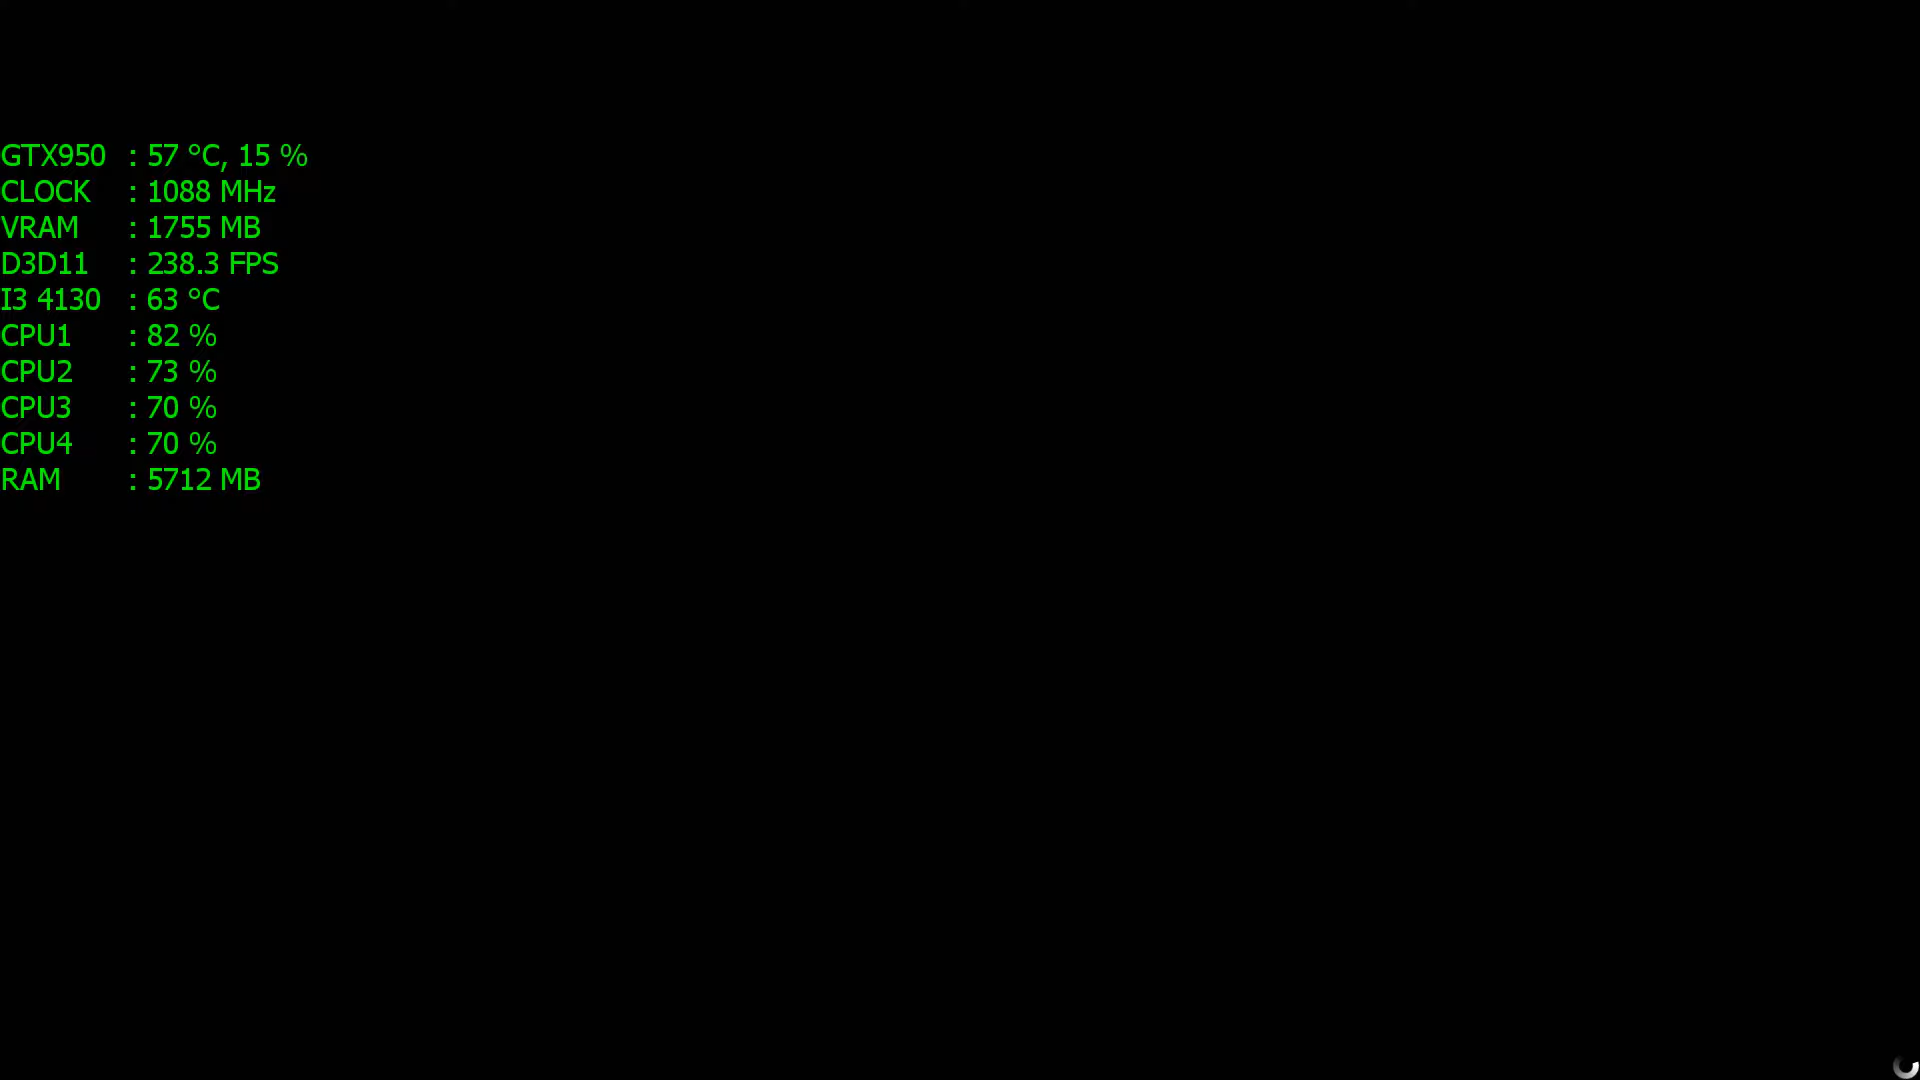 GTX950 : 57 °C, 15 %
CLOCK : 1088 MHz
VRAM : 1755 MB
D3D11 : 238.3 FPS
I3 4130 : 63 °C
CPU1 : 82 %
CPU2 : 73 %
CPU3 : 70 %
CPU4 : 70 %
RAM : 5712 MB